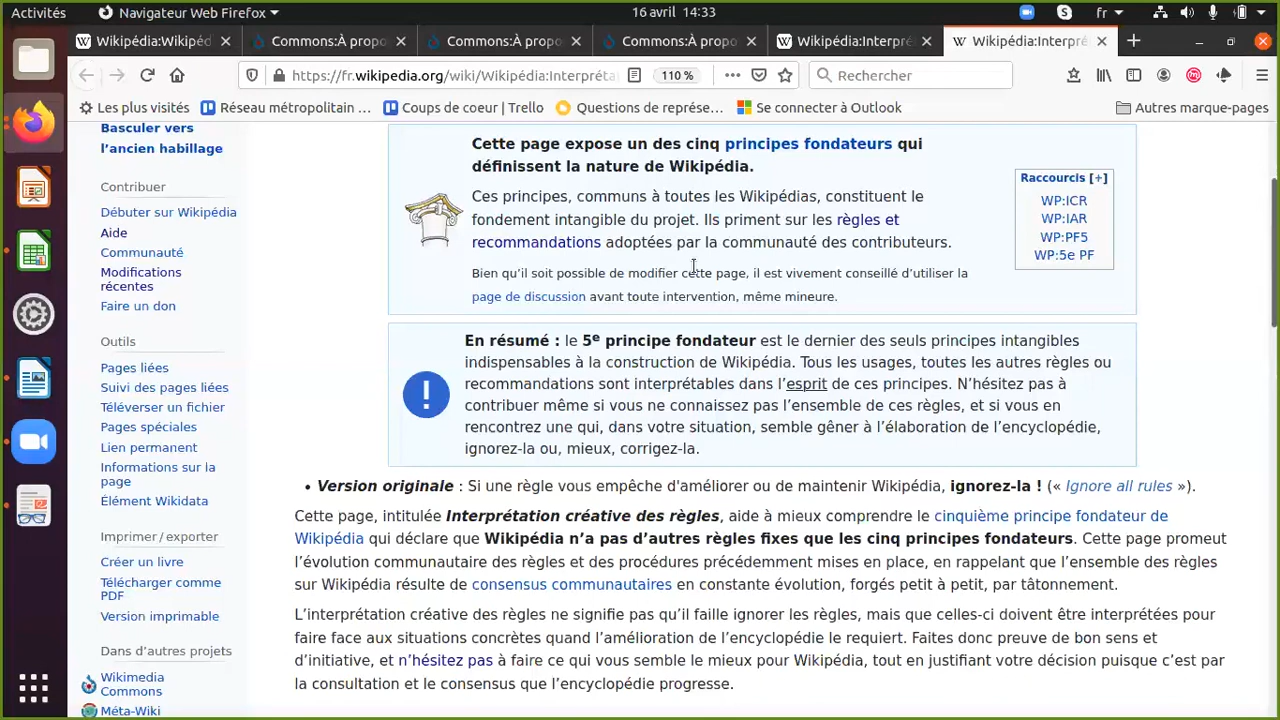 Activités
Navigateur Web Firefox
16 avril 14:33
fr
Wikipédia:Wikipéd
Commons:À propo
Commons:À propo
Commons:À propo
Wikipédia:Interpré
Wikipédia:Interpré
https://fr.wikipedia.org/wiki/Wikipédia:Interpréta
110 %
Rechercher
Les plus visités
Réseau métropolitain ...
Coups de coeur | Trello
Questions de représe...
Se connecter à Outlook
Autres marque-pages
Basculer vers
l'ancien habillage
Contribuer
Débuter sur Wikipédia
Aide
Communauté
Modifications
récentes
Faire un don
Outils
Pages liées
Suivi des pages liées
Téléverser un fichier
Pages spéciales
Lien permanent
Informations sur la
page
Élément Wikidata
Imprimer / exporter
Créer un livre
Télécharger comme
PDF
Version imprimable
Dans d'autres projets
Wikimedia
Commons
Méta-Wiki
Cette page expose un des cinq principes fondateurs qui
définissent la nature de Wikipédia.
Ces principes, communs à toutes les Wikipédias, constituent le
fondement intangible du projet. Ils priment sur les règles et
recommandations adoptées par la communauté des contributeurs.
Bien qu'il soit possible de modifier cette page, il est vivement conseillé d'utiliser la
page de discussion avant toute intervention, même mineure.
Raccourcis [+]
WP:ICR
WP:IAR
WP:PF5
WP:5e PF
En résumé : le 5e principe fondateur est le dernier des seuls principes intangibles
indispensables à la construction de Wikipédia. Tous les usages, toutes les autres règles ou
recommandations sont interprétables dans l'esprit de ces principes. N'hésitez pas à
contribuer même si vous ne connaissez pas l'ensemble de ces règles, et si vous en
rencontrez une qui, dans votre situation, semble gêner à l'élaboration de l'encyclopédie,
ignorez-la ou, mieux, corrigez-la.
• Version originale : Si une règle vous empêche d'améliorer ou de maintenir Wikipédia, ignorez-la ! (« Ignore all rules »).
Cette page, intitulée Interprétation créative des règles, aide à mieux comprendre le cinquième principe fondateur de
Wikipédia qui déclare que Wikipédia n'a pas d'autres règles fixes que les cinq principes fondateurs. Cette page promeut
l'évolution communautaire des règles et des procédures précédemment mises en place, en rappelant que l'ensemble des règles
sur Wikipédia résulte de consensus communautaires en constante évolution, forgés petit à petit, par tâtonnement.
L'interprétation créative des règles ne signifie pas qu'il faille ignorer les règles, mais que celles-ci doivent être interprétées pour
faire face aux situations concrètes quand l'amélioration de l'encyclopédie le requiert. Faites donc preuve de bon sens et
d'initiative, et n'hésitez pas à faire ce qui vous semble le mieux pour Wikipédia, tout en justifiant votre décision puisque c'est par
la consultation et le consensus que l'encyclopédie progresse.